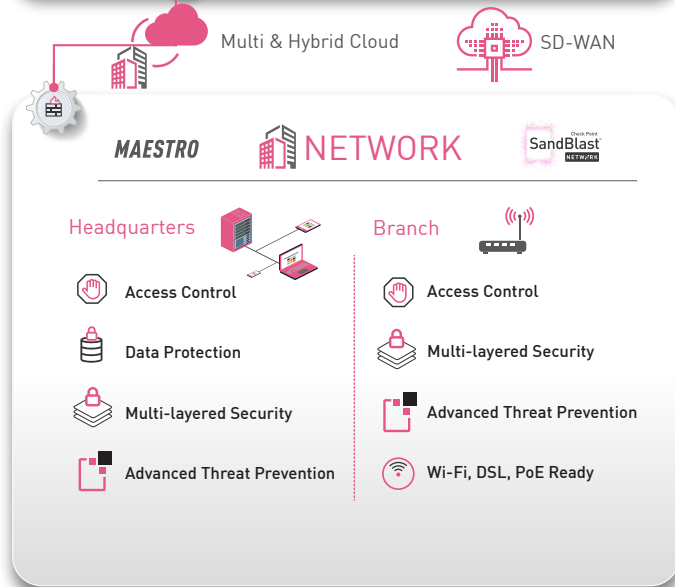 Multi & Hybrid Cloud
SD-WAN
MAESTRO
NETWORK
Check Point
SandBlast™
NETWORK
Headquarters
Access Control
Data Protection
Multi-layered Security
Advanced Threat Prevention
Branch
Access Control
Multi-layered Security
Advanced Threat Prevention
Wi-Fi, DSL, PoE Ready